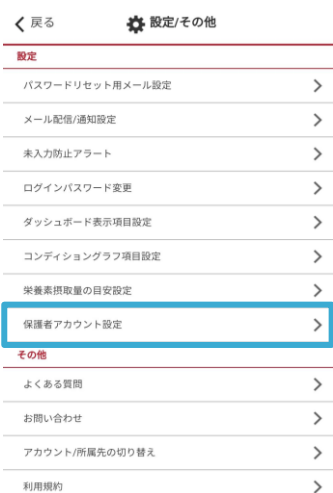 戻る 設定/その他
設定
パスワードリセット用メール設定
メール配信/通知設定
未入力防止アラート
ログインパスワード変更
ダッシュボード表示項目設定
コンディショングラフ項目設定
栄養素摂取量の目安設定
保護者アカウント設定
その他
よくある質問
お問い合わせ
アカウント/所属先の切り替え
利用規約